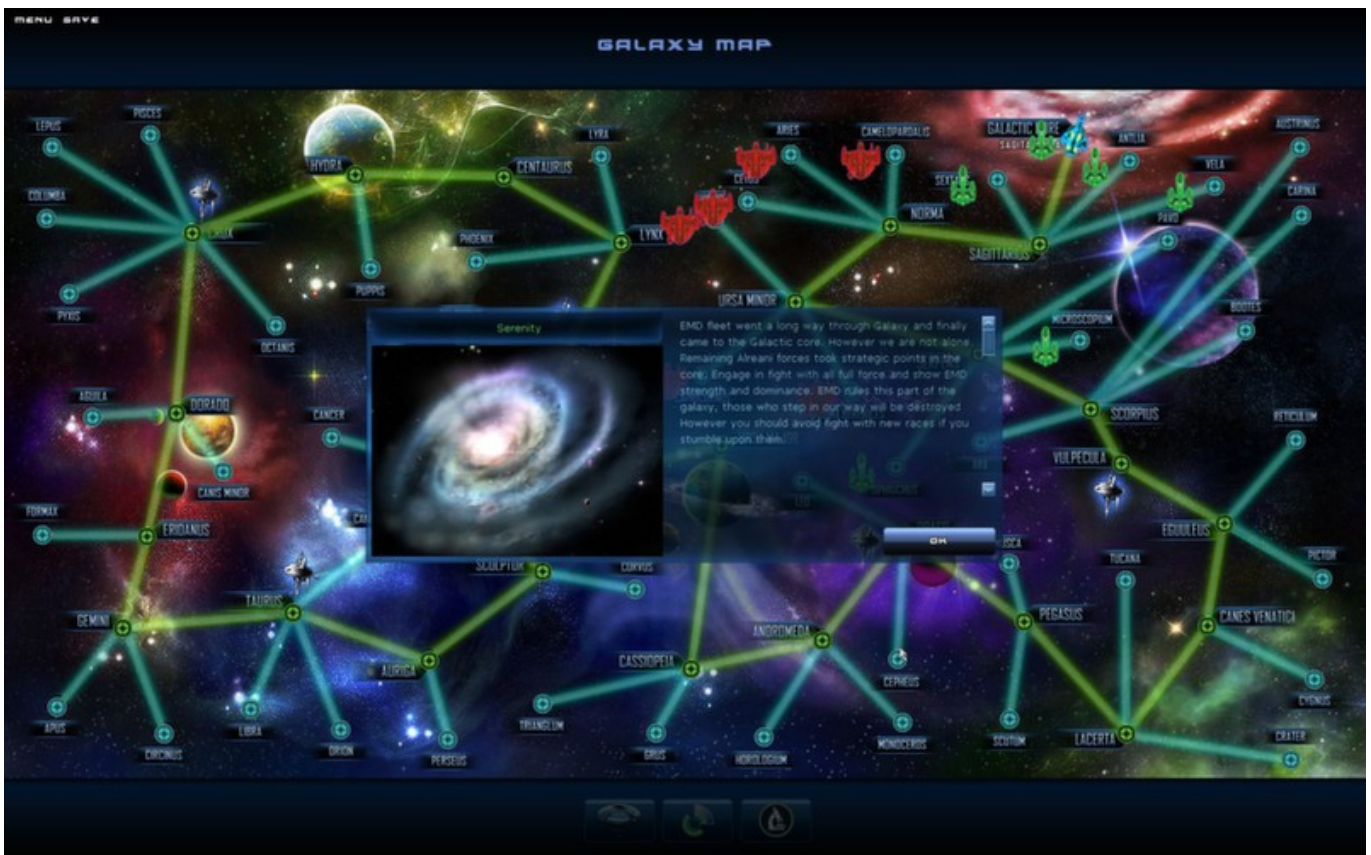 MENU SAVE
GALAXY MAP
LEPUS
PISCES
HYDRA
CENTAURUS
LYRA
ARIES
CAMELOPARDALIS
GALACTIC CORE
ANTLIA
AUSTRINUS
VELA
CARINA
COLUMBA
PHOENIX
LYNX
NORMA
PAVO
SAGITTARIUS
PYXIS
PUPPIS
URSA MINOR
MICROSCOPIUM
BOOTES
OCTANIS
Serenity
EMD fleet went a long way through Galaxy and finally
came to the Galactic core. However we are not alone
Remaining Alreani forces took strategic points in the
core. Engage in fight with all full force and show EMD
strength and dominance. EMD rules this part of the
galaxy, those who step in our way will be destroyed
However you should avoid fight with new races if you
stumble upon them.
OK
AQUILA
DORADO
CANCER
SCORPIUS
RETICULUM
VULPECULA
CANIS MINOR
LEO
FORMAX
ERIDANUS
EGUULEUS
TUCANA
PICTOR
SCULPTOR
CORVUS
TAURUS
GEMINI
PEGASUS
CANES VENATICI
ANDROMEDA
AURIGA
CASSIOPEIA
CEPHEUS
CYGNUS
APUS
LIBRA
ORION
PERSEUS
CIRCINUS
TRIANGLUM
GRUS
HOROLOGIUM
MONOCEROS
SCUTUM
LACERTA
CRATER